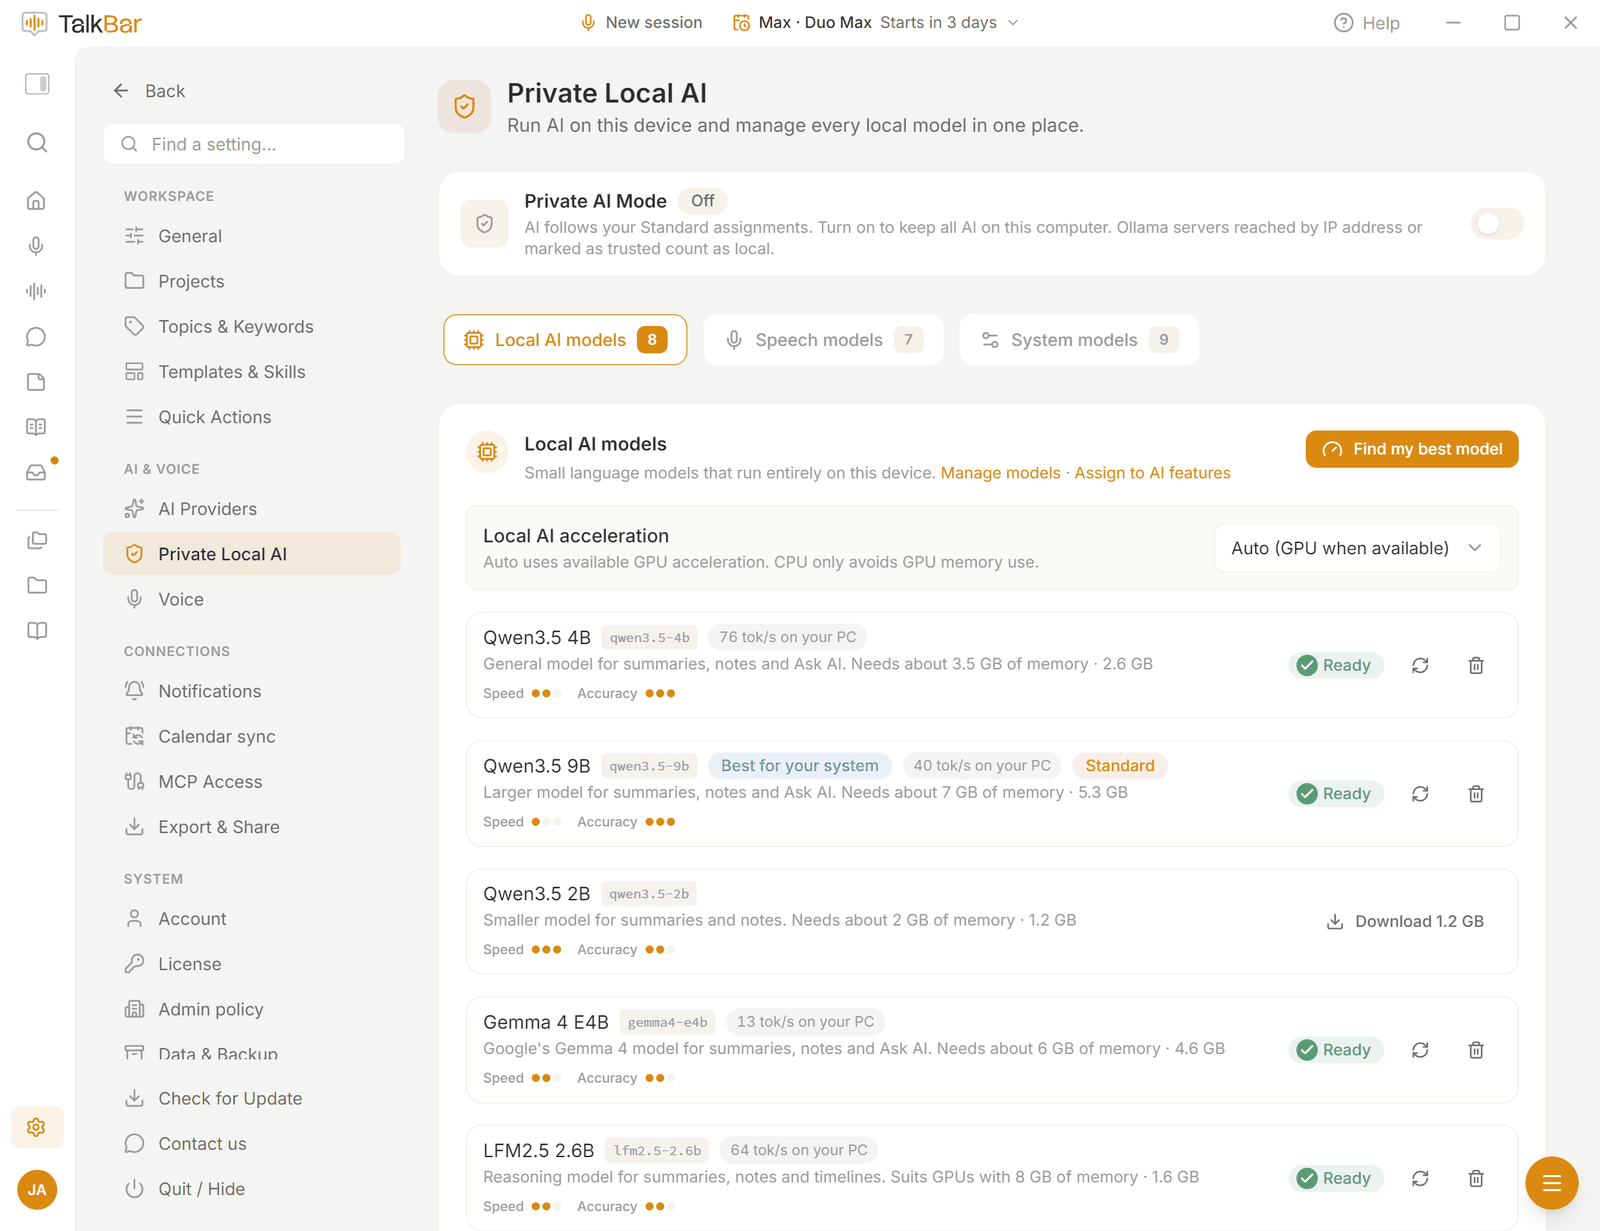 TalkBar
New session
Max · Duo Max Starts in 3 days
Help
Back
Find a setting...
WORKSPACE
General
Projects
Topics & Keywords
Templates & Skills
Quick Actions
AI & VOICE
AI Providers
Private Local AI
Voice
CONNECTIONS
Notifications
Calendar sync
MCP Access
Export & Share
SYSTEM
Account
License
Admin policy
Data & Backup
Check for Update
Contact us
Quit / Hide
JA
Private Local AI
Run AI on this device and manage every local model in one place.
Private AI Mode Off
AI follows your Standard assignments. Turn on to keep all AI on this computer. Ollama servers reached by IP address or
marked as trusted count as local.
Local AI models 8
Speech models 7
System models 9
Local AI models
Small language models that run entirely on this device. Manage models · Assign to AI features
Find my best model
Local AI acceleration
Auto uses available GPU acceleration. CPU only avoids GPU memory use.
Auto (GPU when available)
Qwen3.5 4B qwen3.5-4b 76 tok/s on your PC
General model for summaries, notes and Ask AI. Needs about 3.5 GB of memory · 2.6 GB
Speed Accuracy
Ready
Qwen3.5 9B qwen3.5-9b Best for your system 40 tok/s on your PC Standard
Larger model for summaries, notes and Ask AI. Needs about 7 GB of memory · 5.3 GB
Speed Accuracy
Ready
Qwen3.5 2B qwen3.5-2b
Smaller model for summaries and notes. Needs about 2 GB of memory · 1.2 GB
Speed Accuracy
Download 1.2 GB
Gemma 4 E4B gemma4-e4b 13 tok/s on your PC
Google's Gemma 4 model for summaries, notes and Ask AI. Needs about 6 GB of memory · 4.6 GB
Speed Accuracy
Ready
LFM2.5 2.6B lfm2.5-2.6b 64 tok/s on your PC
Reasoning model for summaries, notes and timelines. Suits GPUs with 8 GB of memory · 1.6 GB
Speed Accuracy
Ready